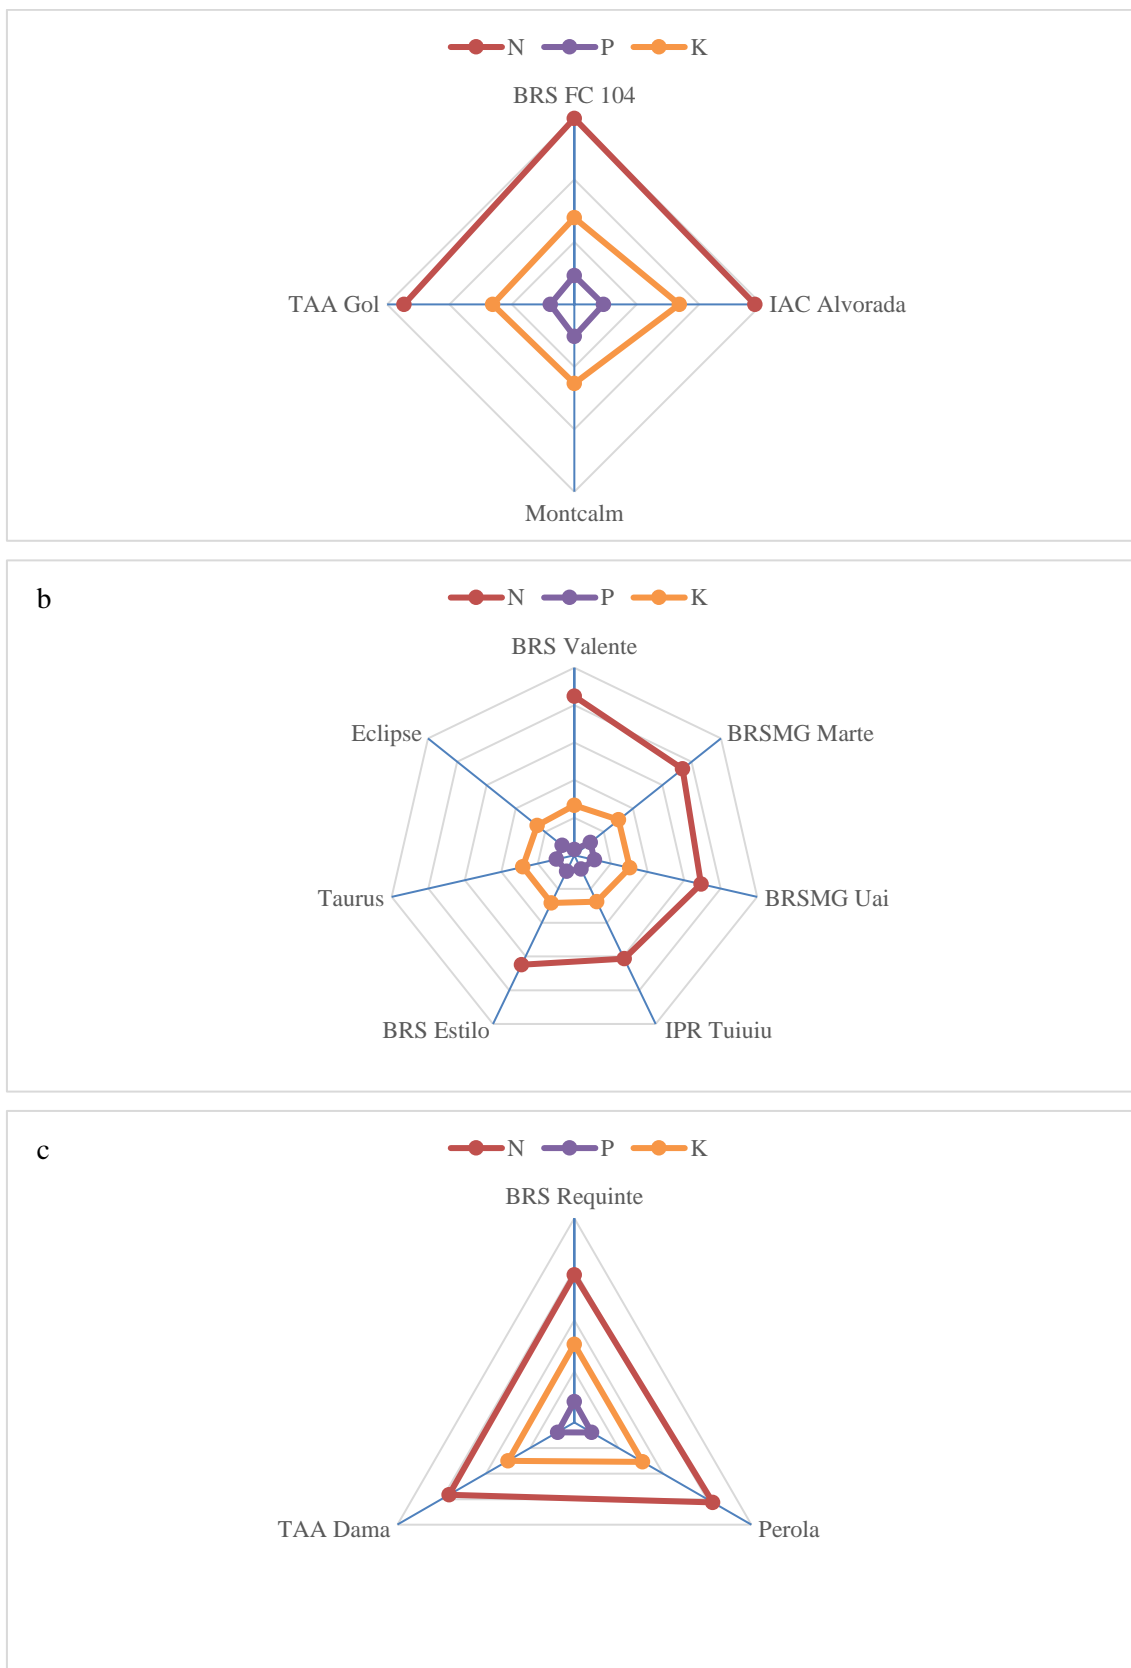 N P K
BRS FC 104
TAA Gol IAC Alvorada
Montcalm
b
N P K
BRS Valente
Eclipse BRSMG Marte
Taurus BRSMG Uai
BRS Estilo IPR Tuiuiu
c
N P K
BRS Requinte
TAA Dama Perola